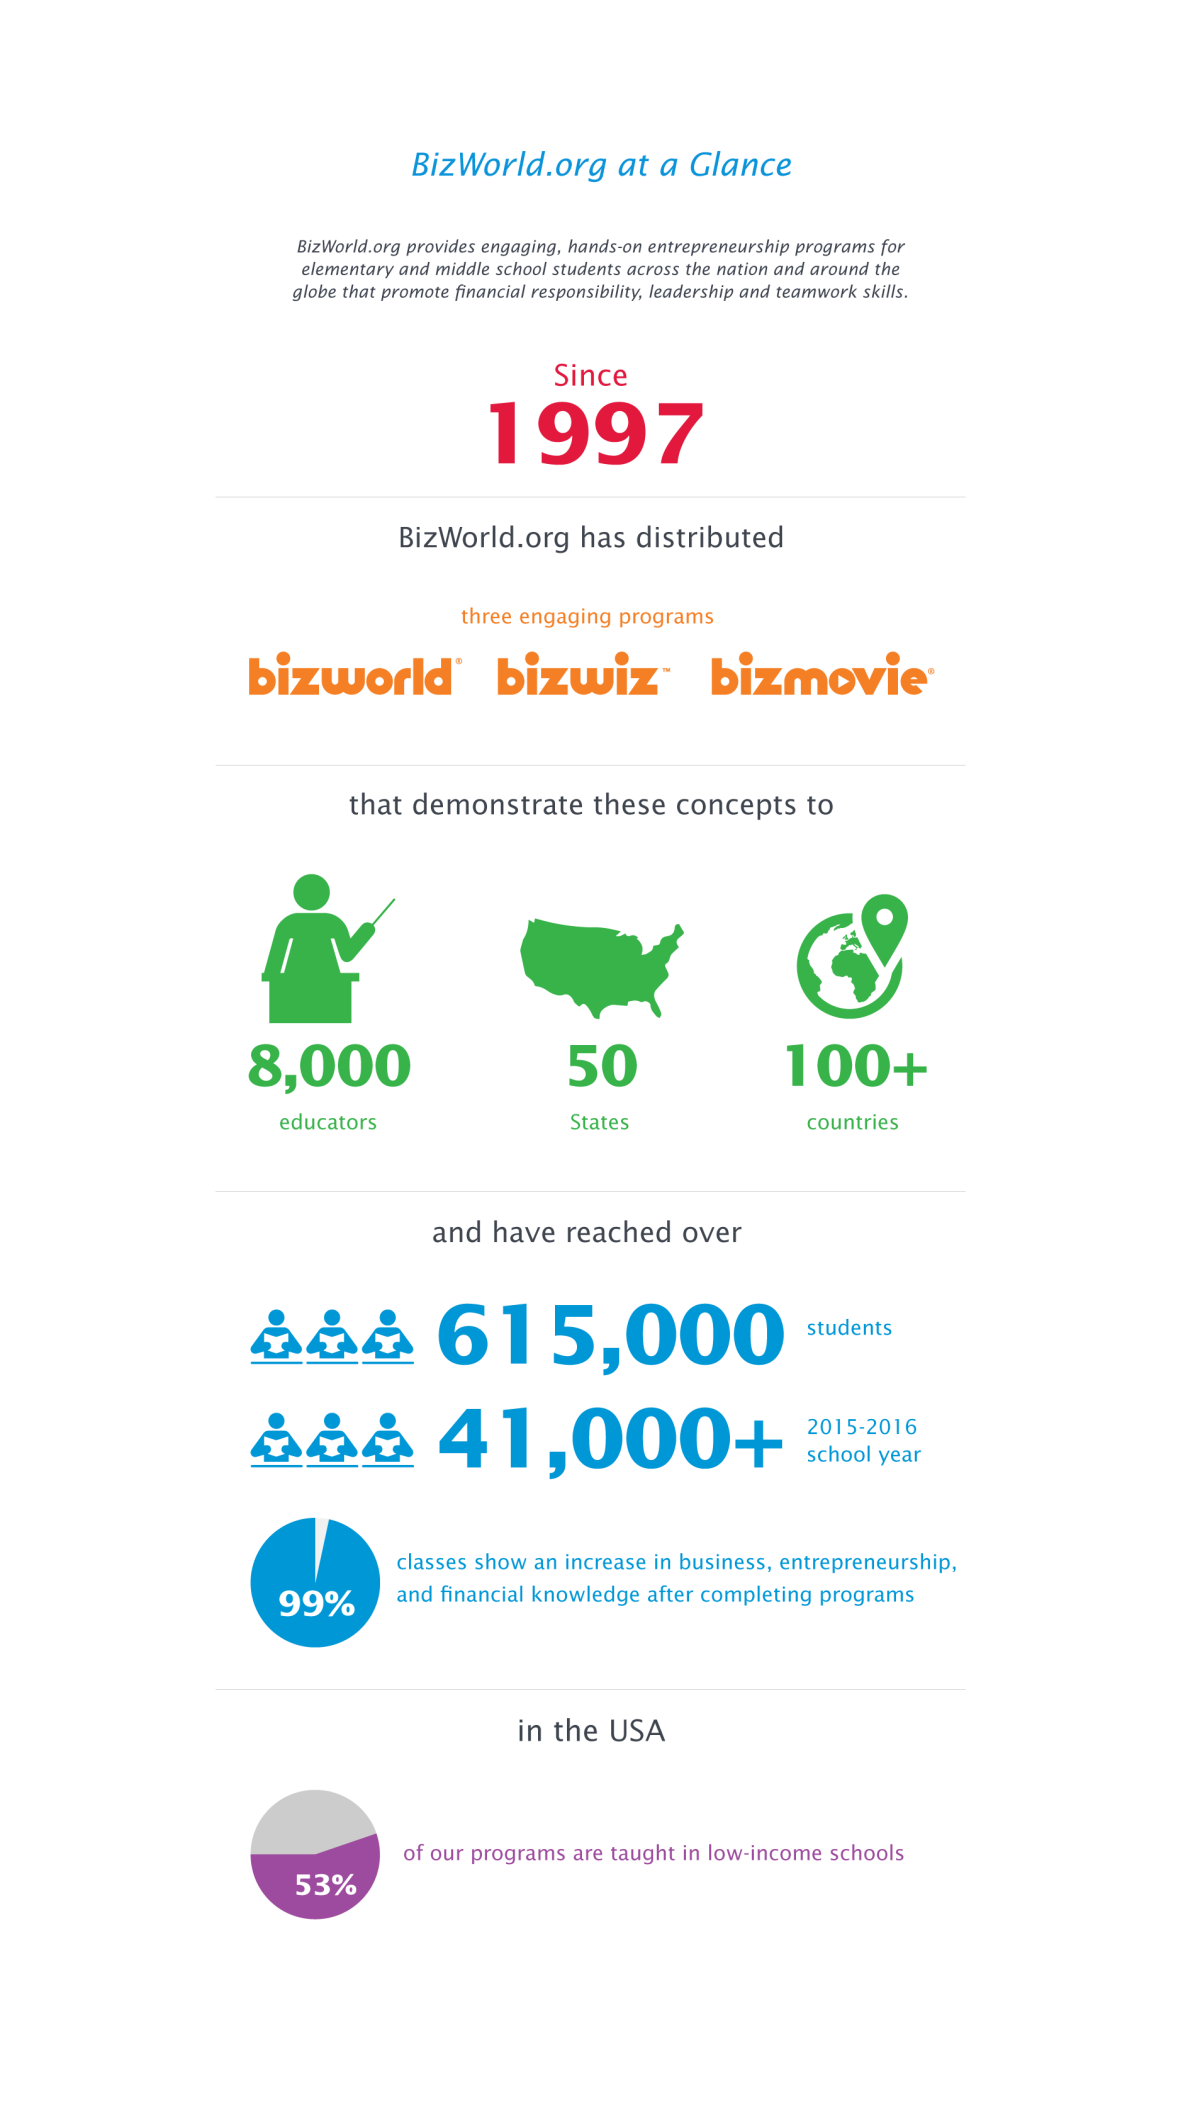 BizWorld.org at a Glance
BizWorld.org provides engaging, hands-on entrepreneurship programs for
elementary and middle school students across the nation and around the
globe that promote financial responsibility, leadership and teamwork skills.
Since
1997
BizWorld.org has distributed
three engaging programs
bizworld® bizwiz™ bizmovie®
that demonstrate these concepts to
8,000 50 100+
educators States countries
and have reached over
615,000 students
41,000+ 2015-2016
school year
classes show an increase in business, entrepreneurship,
99% and financial knowledge after completing programs
in the USA
of our programs are taught in low-income schools
53%